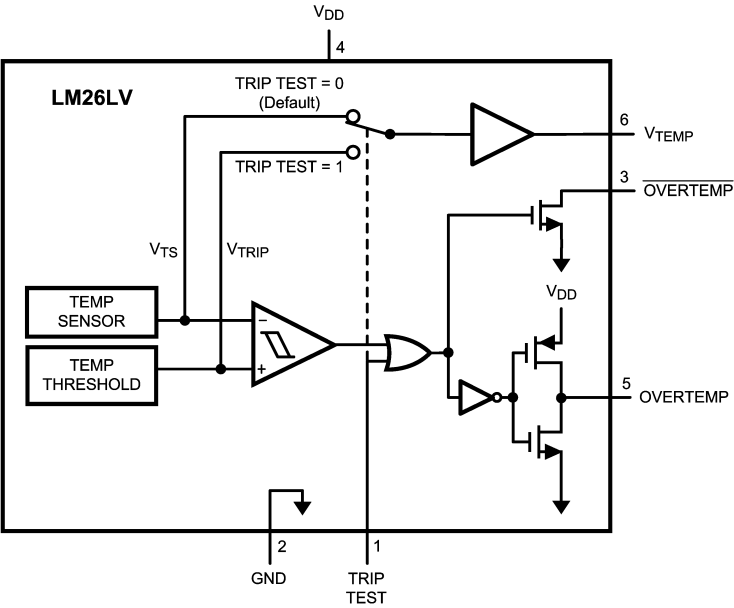 VDD
4
LM26LV
TRIP TEST = 0
(Default)
6
VTEMP
TRIP TEST = 1
3
OVERTEMP
VTS
VTRIP
VDD
TEMP
SENSOR
−
TEMP
THRESHOLD
+
5
OVERTEMP
2
1
GND
TRIP
TEST